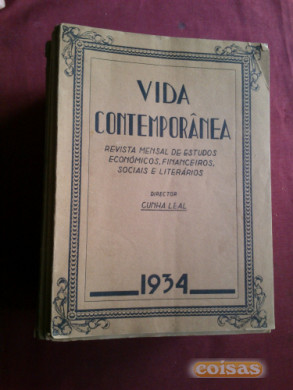 VIDA
CONTEMPORÂNEA
REVISTA MENSAL DE ESTUDOS
ECONÓMICOS, FINANCEIROS,
SOCIAIS E LITERÁRIOS
DIRECTOR
CUNHA LEAL
1934
coisas